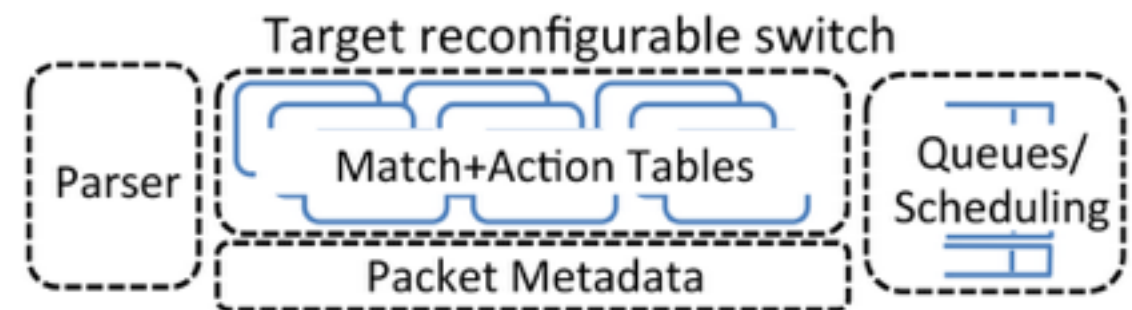 Target reconfigurable switch
Parser
Match+Action Tables
Queues/
Scheduling
Packet Metadata